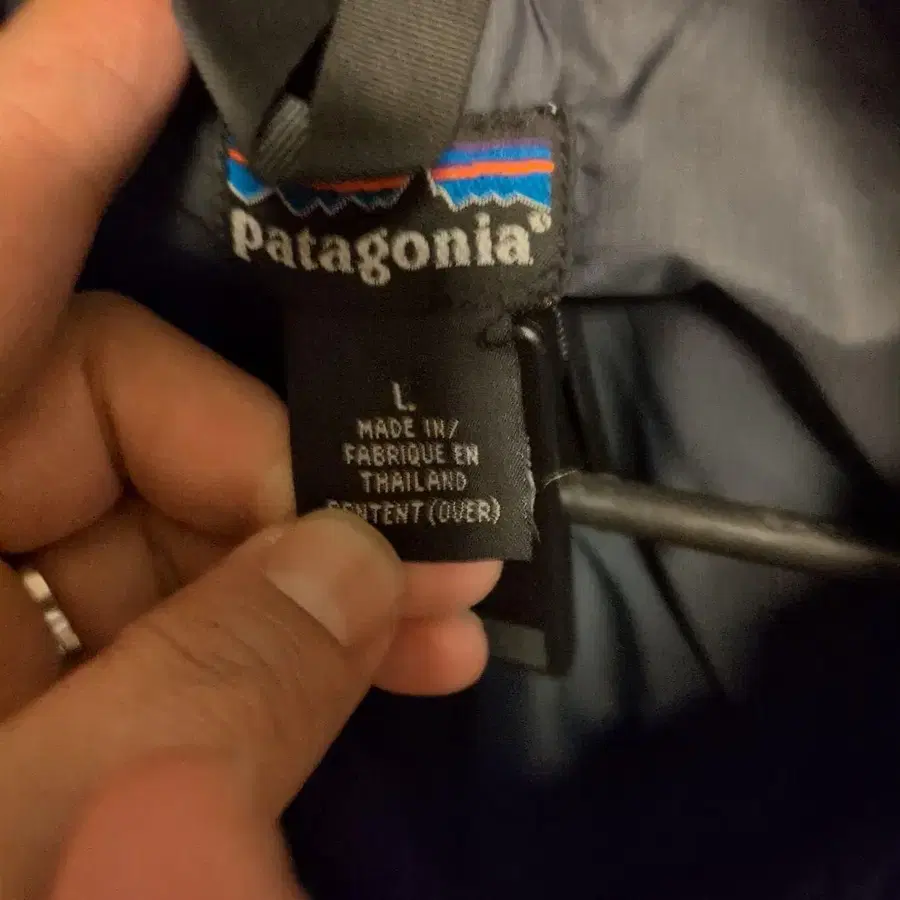 patagonia®
L
MADE IN/
FABRIQUE EN
THAILAND
CONTENT (OVER)